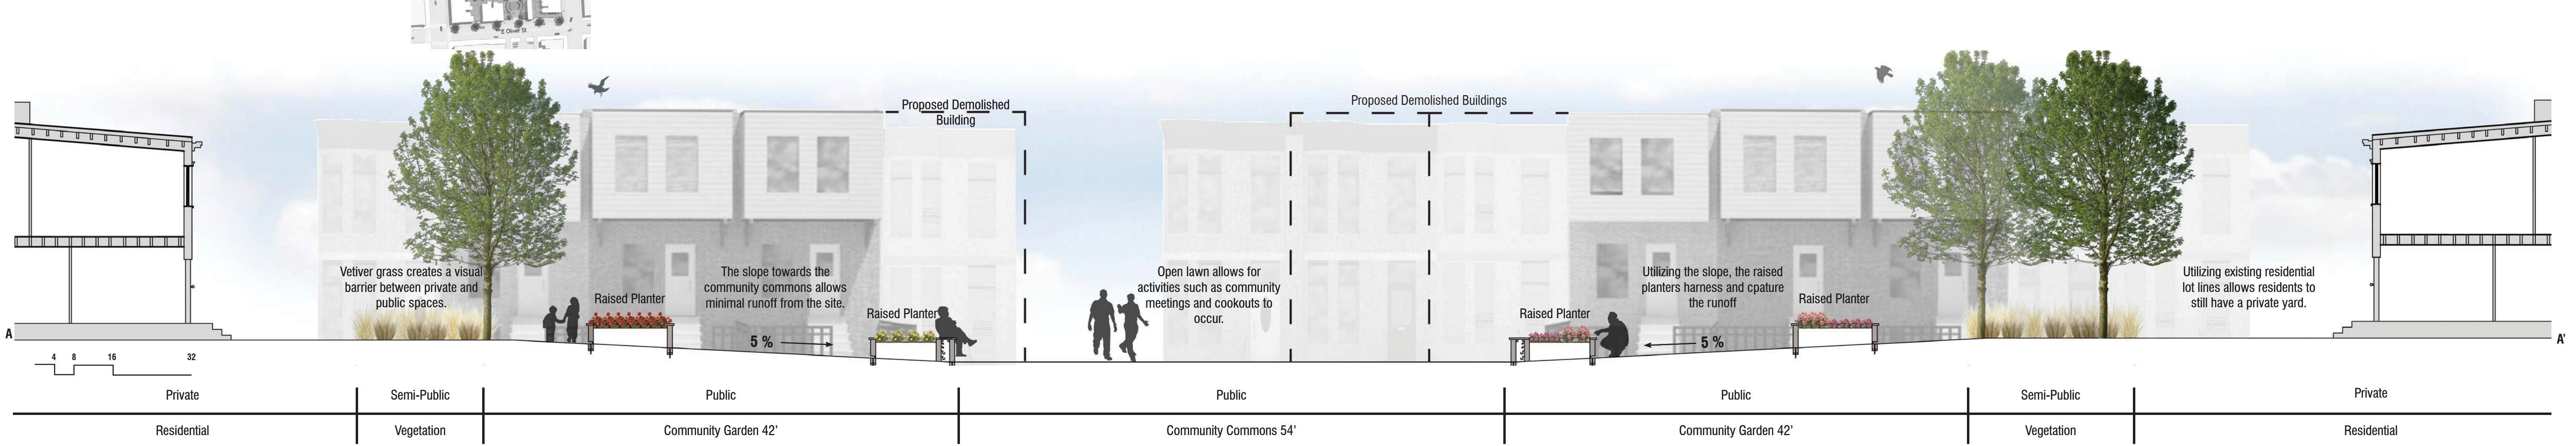 E Oliver St
Proposed Demolished
Building
Proposed Demolished Buildings
Vetiver grass creates a visual
barrier between private and
public spaces.
Raised Planter
The slope towards the
community commons allows
minimal runoff from the site.
5 %
Raised Planter
Open lawn allows for
activities such as community
meetings and cookouts to
occur.
Raised Planter
Utilizing the slope, the raised
planters harness and cpature
the runoff
5 %
Raised Planter
Utilizing existing residential
lot lines allows residents to
still have a private yard.
A
A'
4 8 16 32
Private Semi-Public Public Public Public Semi-Public Private
Residential Vegetation Community Garden 42' Community Commons 54' Community Garden 42' Vegetation Residential